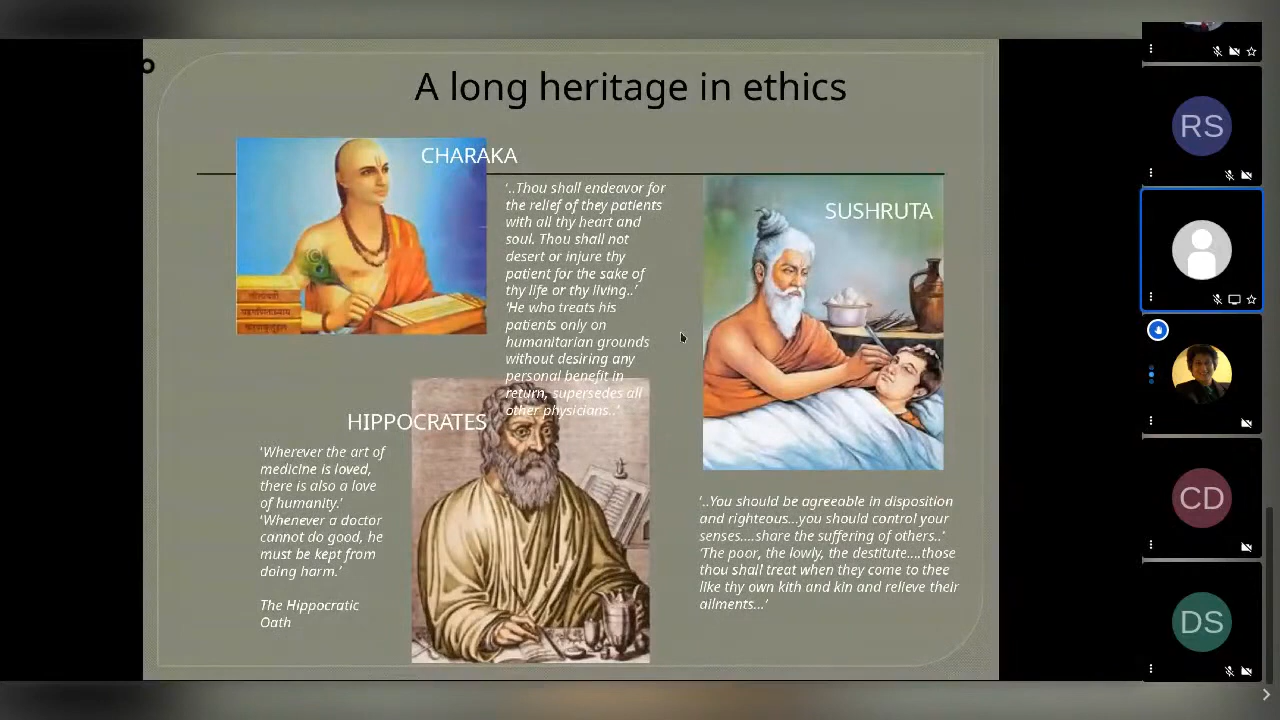 A long heritage in ethics
CHARAKA
'..Thou shall endeavor for
the relief of they patients
with all thy heart and
soul. Thou shall not
desert or injure thy
patient for the sake of
thy life or thy living..'
'He who treats his
patients only on
humanitarian grounds
without desiring any
personal benefit in
return, supersedes all
other physicians..'
SUSHRUTA
'..You should be agreeable in disposition
and righteous...you should control your
senses....share the suffering of others..'
'The poor, the lowly, the destitute....those
thou shall treat when they come to thee
like thy own kith and kin and relieve their
ailments...'
HIPPOCRATES
'Wherever the art of
medicine is loved,
there is also a love
of humanity.'
'Whenever a doctor
cannot do good, he
must be kept from
doing harm.'
The Hippocratic
Oath
RS
CD
DS